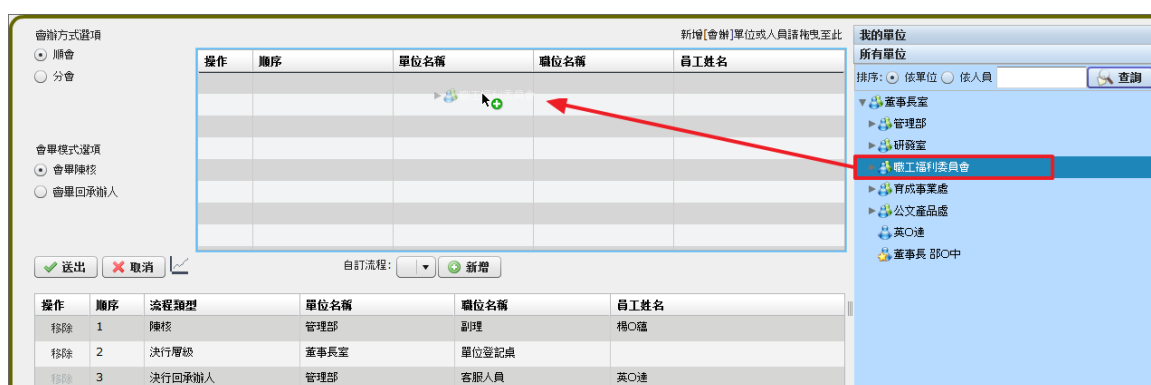 會辦方式選項
順會
分會
新增[會辦]單位或人員請拖曳至此
操作 順序 單位名稱 職位名稱 員工姓名
會畢模式選項
會畢陳核
會畢回承辦人
送出 取消 自訂流程: 新增
操作 順序 流程類型 單位名稱 職位名稱 員工姓名
移除 1 陳核 管理部 副理 楊○蘊
移除 2 決行層級 董事長室 單位登記桌
移除 3 決行回承辦人 管理部 客服人員 英○達
我的單位
所有單位
排序: 依單位 依人員 查詢
董事長室
管理部
研發室
職工福利委員會
育成事業處
公文產品處
英○達
董事長 邵○中